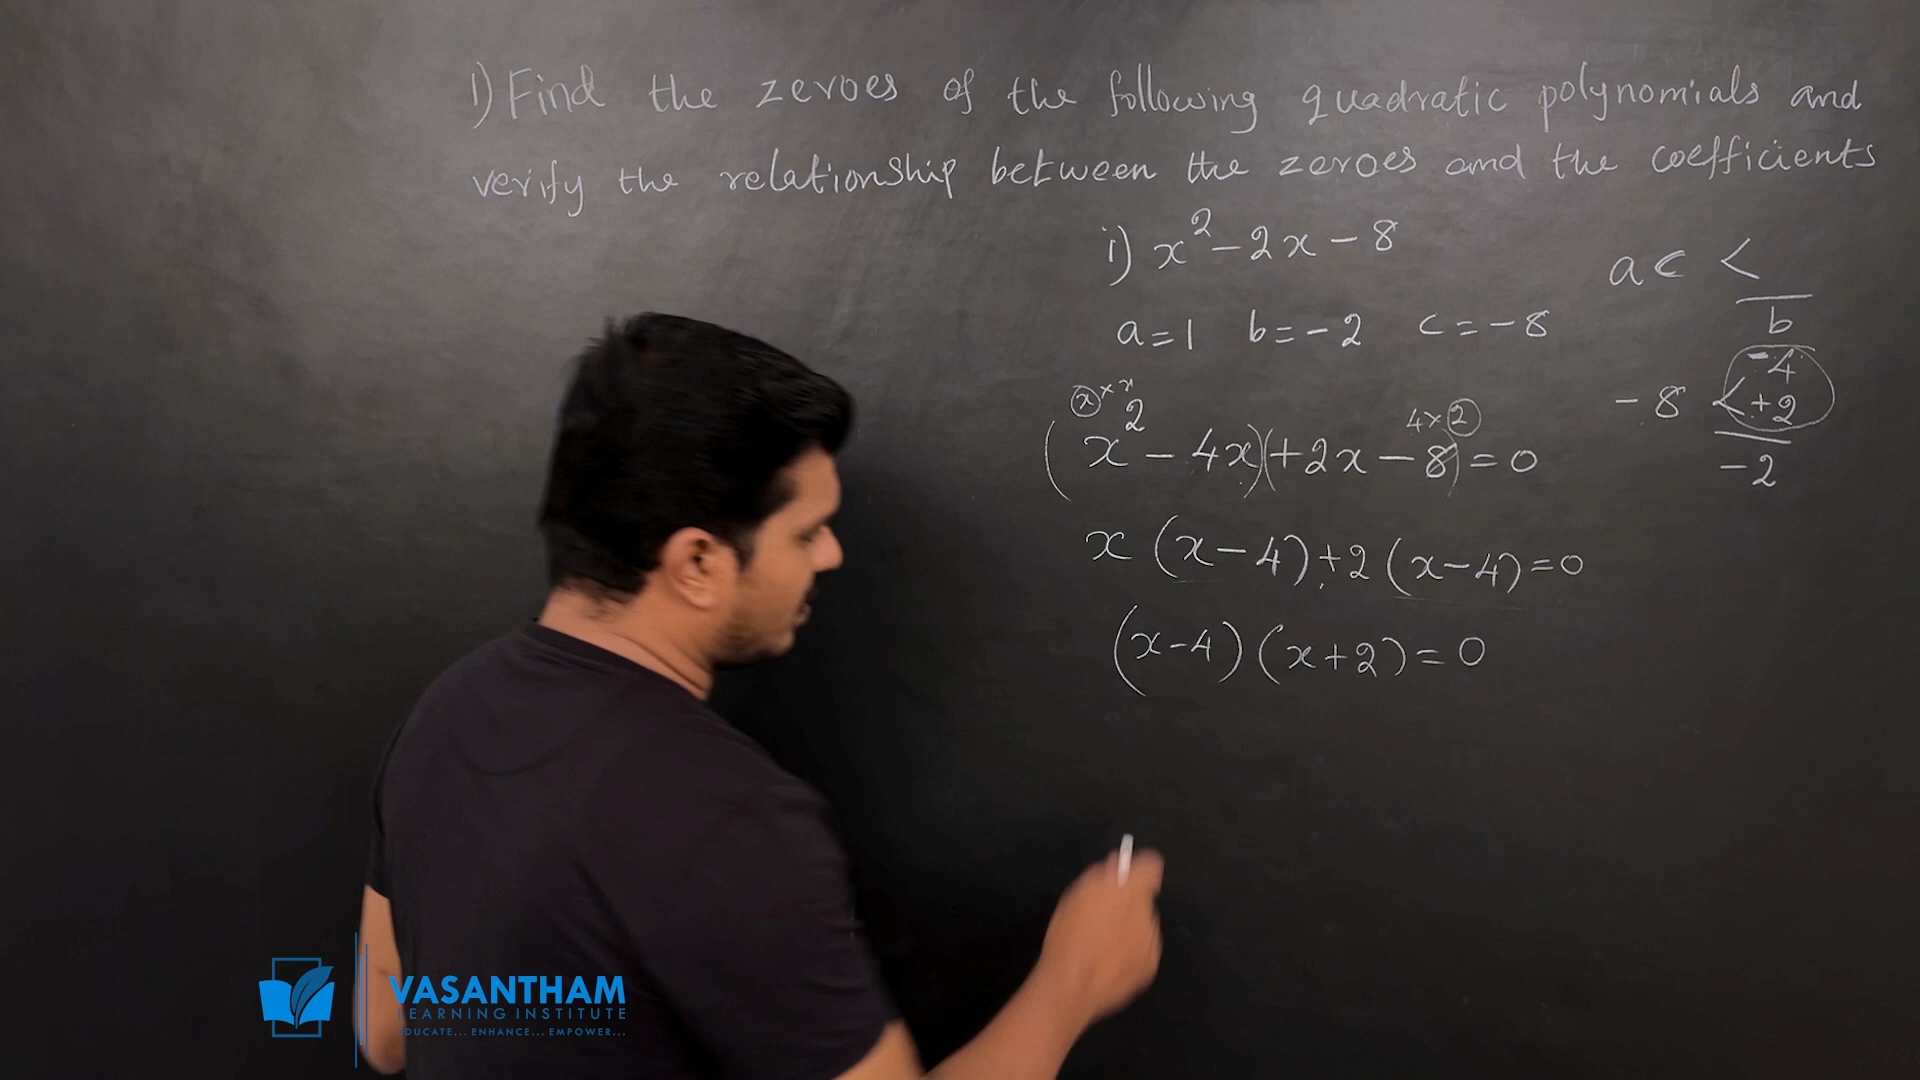 1) Find the zeroes of the following quadratic polynomials and
verify the relationship between the zeroes and the coefficients
i) x² - 2x - 8
ac <
b
a = 1 b = -2 c = -8
-4
-8 < +2
-2
x × x 4 × 2
(x² - 4x)(+2x - 8) = 0
x (x - 4) + 2 (x - 4) = 0
(x - 4) (x + 2) = 0
VASANTHAM
LEARNING INSTITUTE
EDUCATE... ENHANCE... EMPOWER...